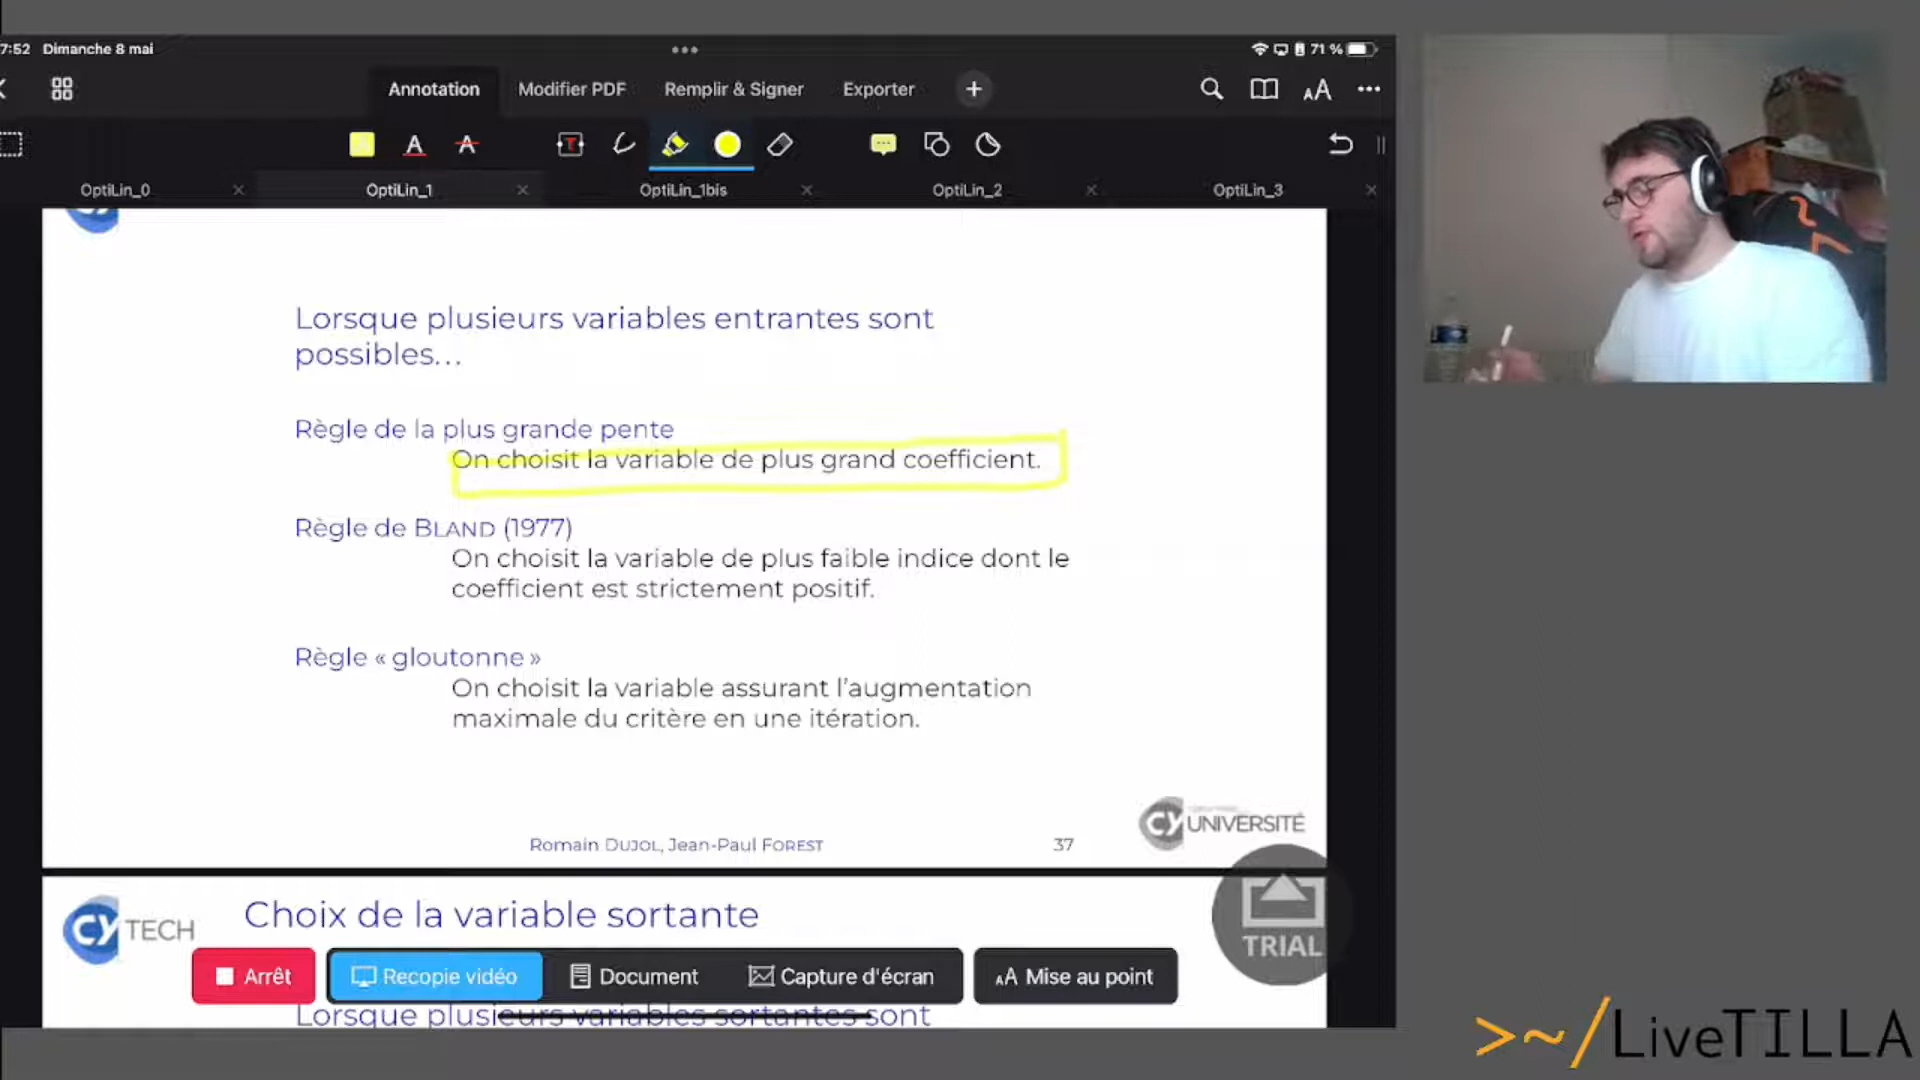 7:52 Dimanche 8 mai
71 %
Annotation Modifier PDF Remplir & Signer Exporter
OptiLin_0 OptiLin_1 OptiLin_1bis OptiLin_2 OptiLin_3
Lorsque plusieurs variables entrantes sont
possibles…
Règle de la plus grande pente
On choisit la variable de plus grand coefficient.
Règle de BLAND (1977)
On choisit la variable de plus faible indice dont le
coefficient est strictement positif.
Règle « gloutonne »
On choisit la variable assurant l’augmentation
maximale du critère en une itération.
CY UNIVERSITÉ
Romain DUJOL, Jean-Paul FOREST 37
TRIAL
CY TECH
Choix de la variable sortante
Arrêt Recopie vidéo Document Capture d'écran AA Mise au point
Lorsque plusieurs variables sortantes sont
>~/LiveTILLA